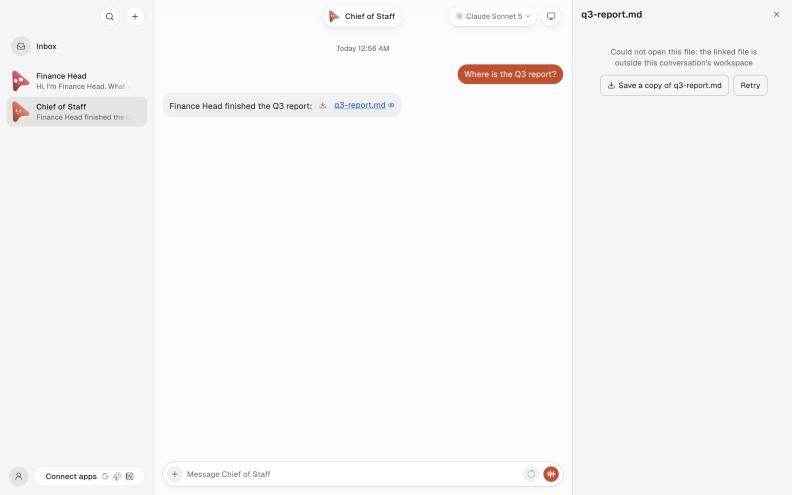 Inbox
Finance Head
Hi, I'm Finance Head. What
Chief of Staff
Finance Head finished the
Connect apps
Chief of Staff
Claude Sonnet 5
Today 12:56 AM
Where is the Q3 report?
Finance Head finished the Q3 report: q3-report.md
Message Chief of Staff
q3-report.md
Could not open this file: the linked file is
outside this conversation's workspace
Save a copy of q3-report.md
Retry